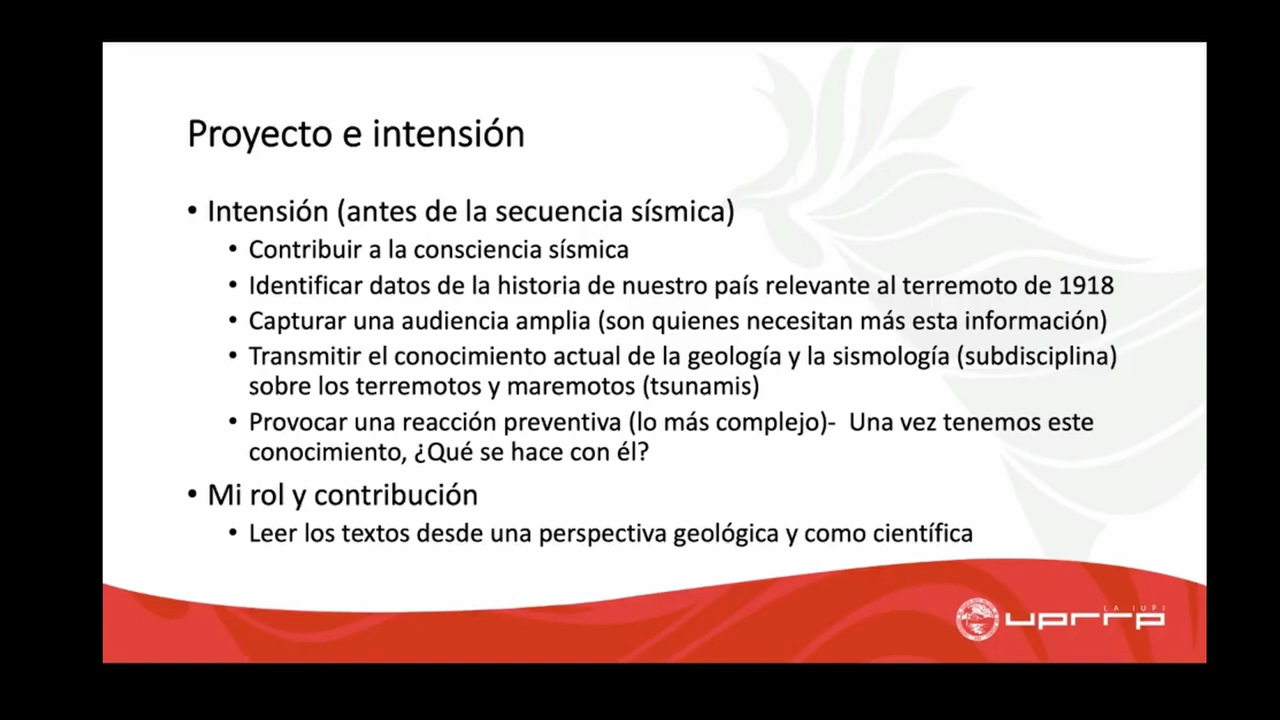 Proyecto e intensión
• Intensión (antes de la secuencia sísmica)
• Contribuir a la consciencia sísmica
• Identificar datos de la historia de nuestro país relevante al terremoto de 1918
• Capturar una audiencia amplia (son quienes necesitan más esta información)
• Transmitir el conocimiento actual de la geología y la sismología (subdisciplina)
sobre los terremotos y maremotos (tsunamis)
• Provocar una reacción preventiva (lo más complejo)- Una vez tenemos este
conocimiento, ¿Qué se hace con él?
• Mi rol y contribución
• Leer los textos desde una perspectiva geológica y como científica
LA IUPI
uprrp